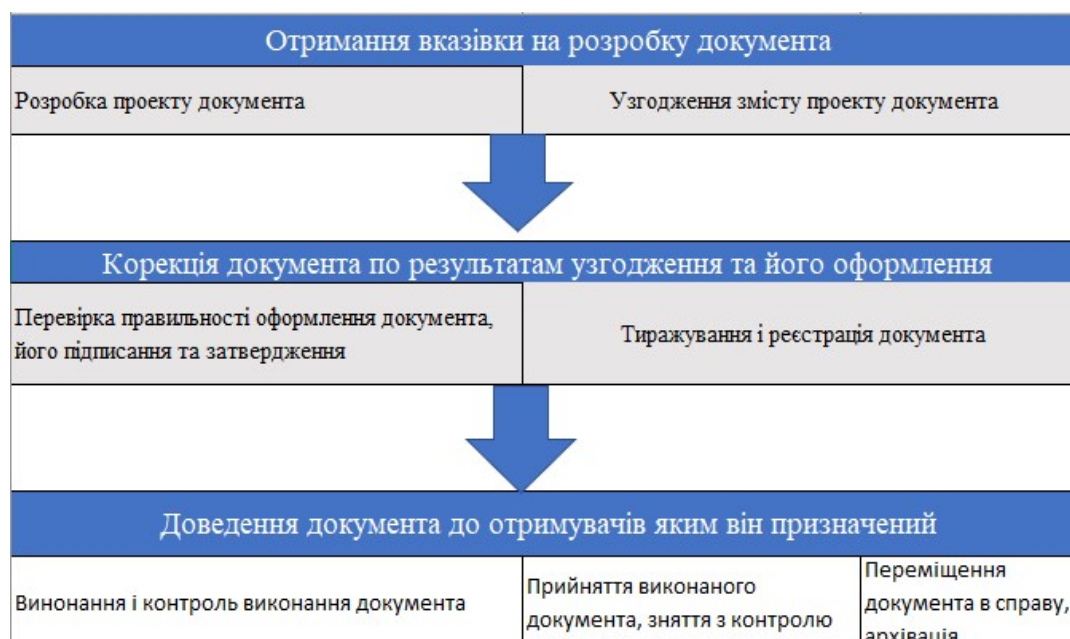 Отримання вказівки на розробку документа
Розробка проекту документа
Узгодження змісту проекту документа
Корекція документа по результатам узгодження та його оформлення
Перевірка правильності оформлення документа,
його підписання та затвердження
Тиражування і реєстрація документа
Доведення документа до отримувачів яким він призначений
Винонання і контроль виконання документа
Прийняття виконаного
документа, зняття з контролю
Переміщення
документа в справу,
архівація